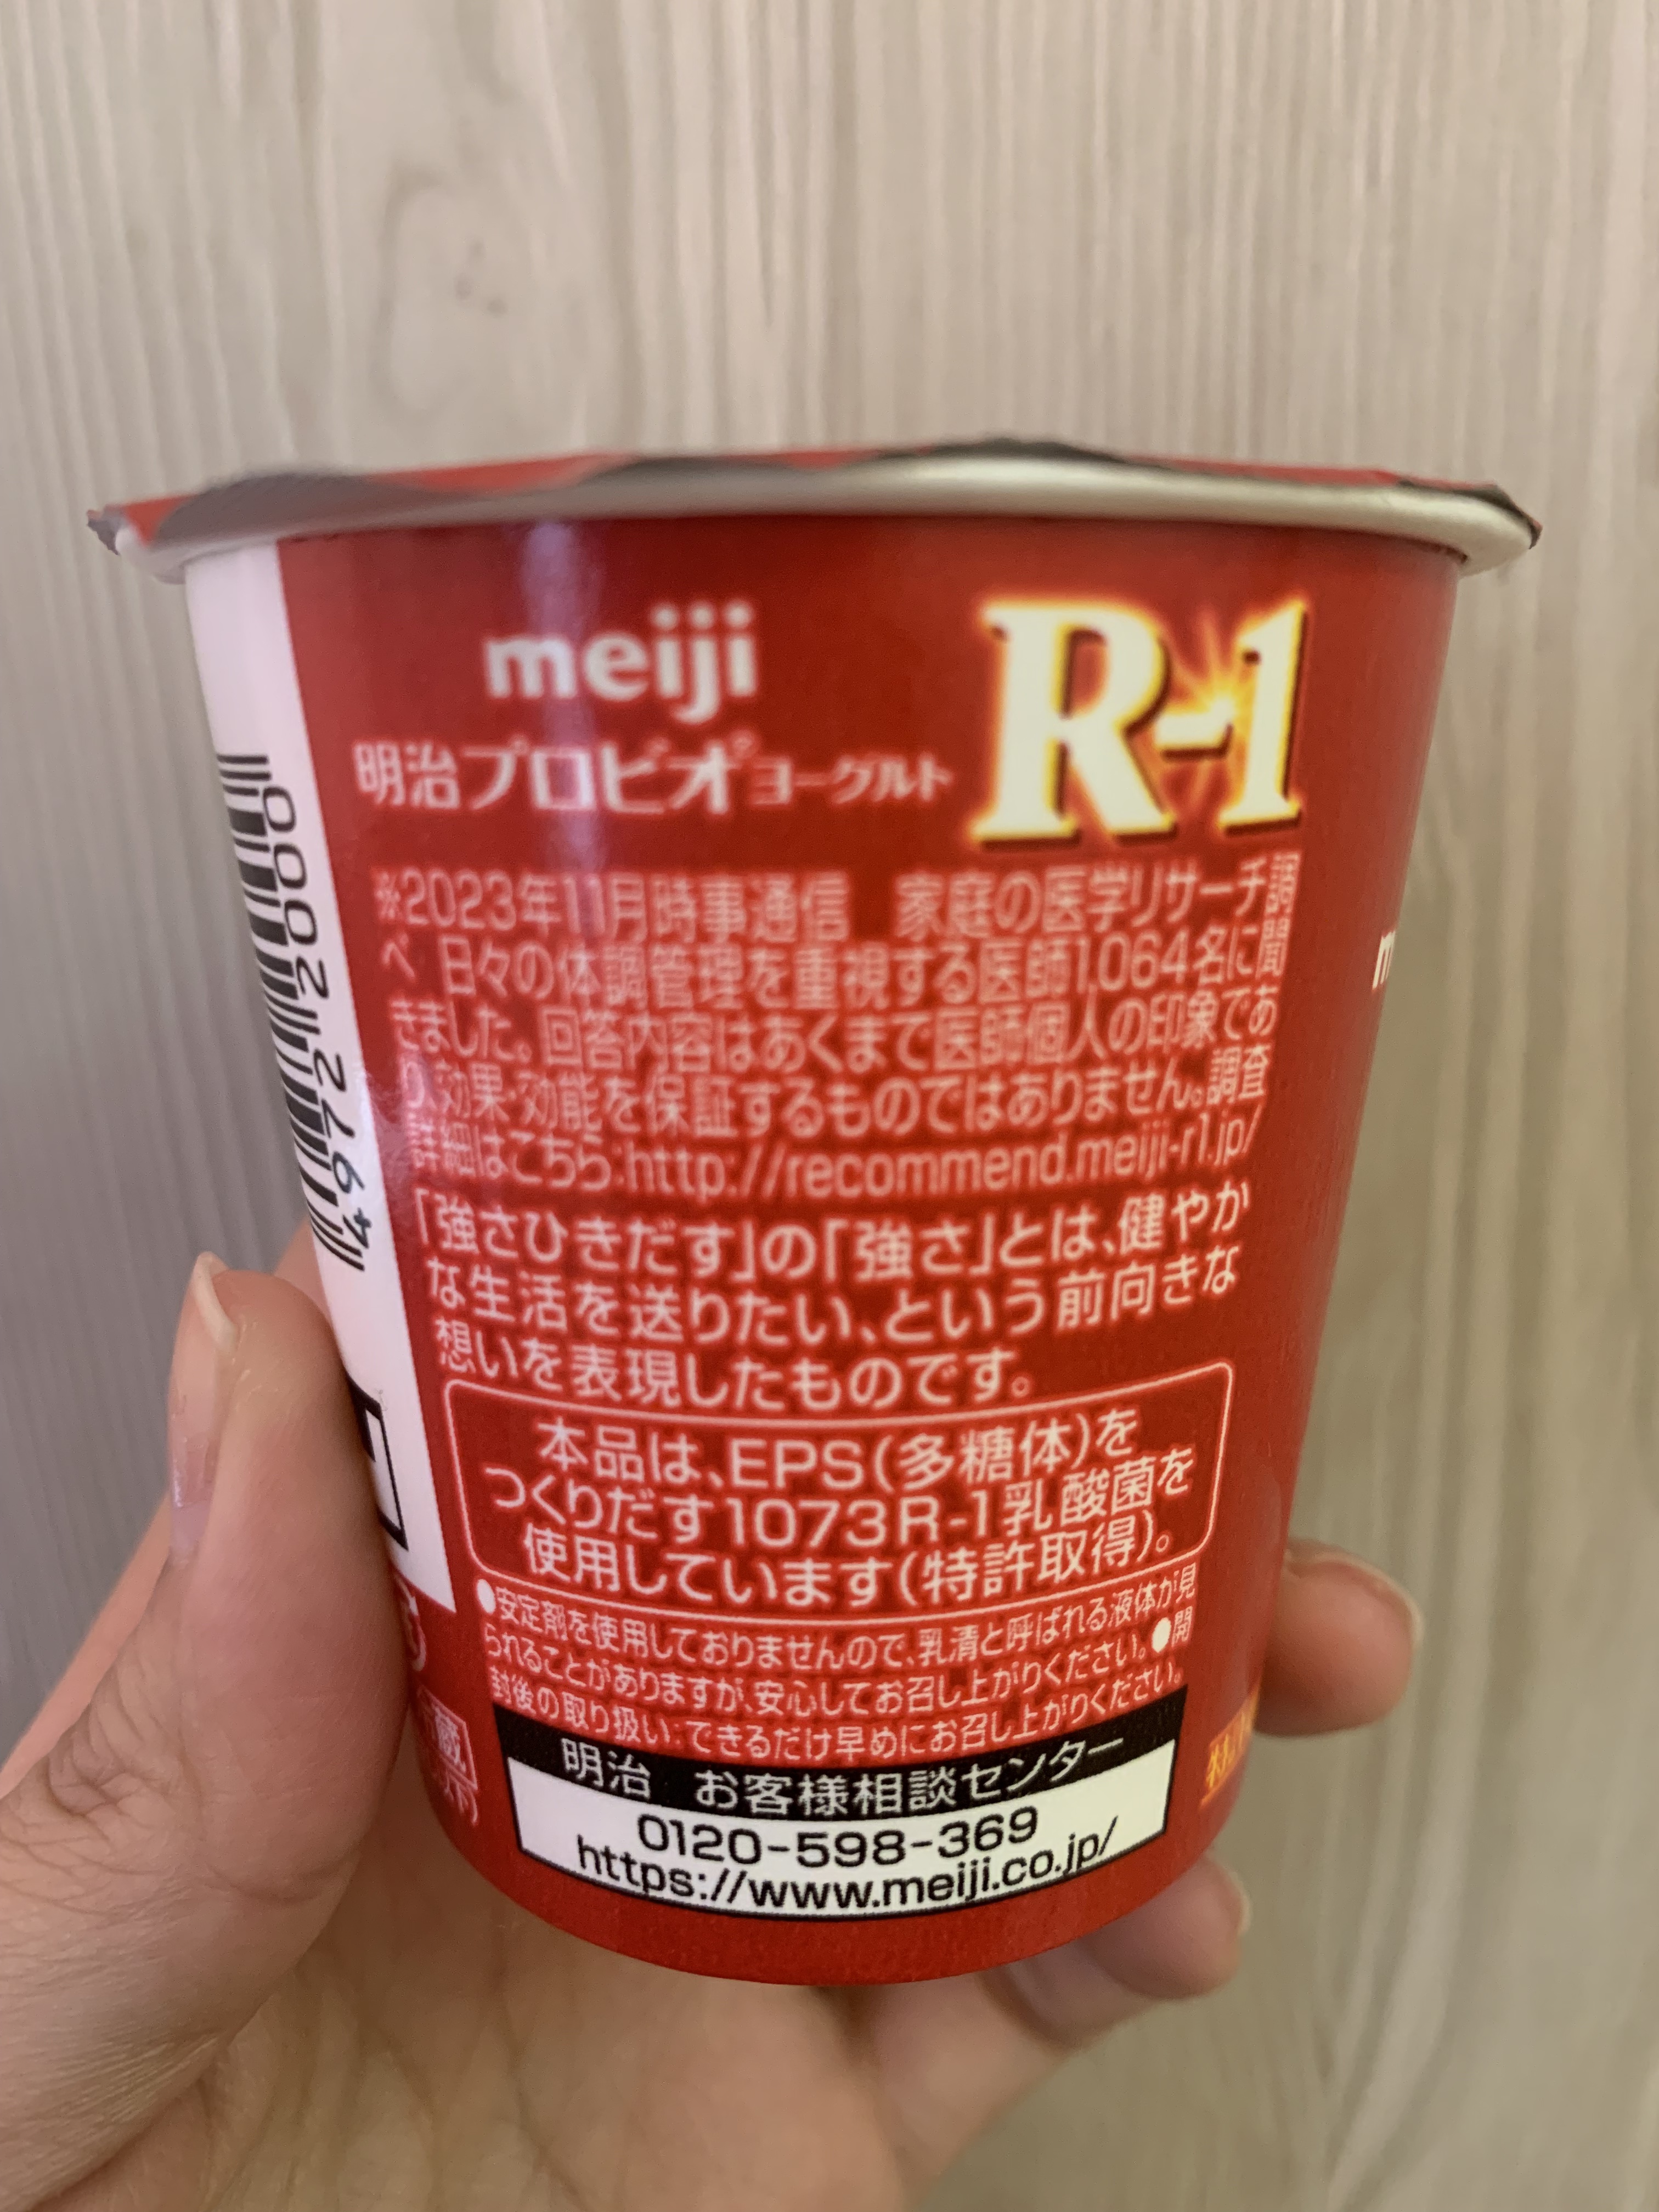 meiji
明治プロビオヨーグルト R-1
※2023年11月時事通信 家庭の医学リサーチ調
べ 日々の体調管理を重視する医師1,064名に聞
きました。回答内容はあくまで医師個人の印象であ
り、効果・効能を保証するものではありません。調査
詳細はこちら:http://recommend.meiji-r1.jp/
「強さひきだす」の「強さ」とは、健やか
な生活を送りたい、という前向きな
想いを表現したものです。
本品は、EPS(多糖体)を
つくりだす1073R-1乳酸菌を
使用しています(特許取得)。
●安定剤を使用しておりませんので、乳清と呼ばれる液体が見
られることがありますが、安心してお召し上がりください。●開
封後の取り扱い:できるだけ早めにお召し上がりください。
明治 お客様相談センター
0120-598-369
https://www.meiji.co.jp/